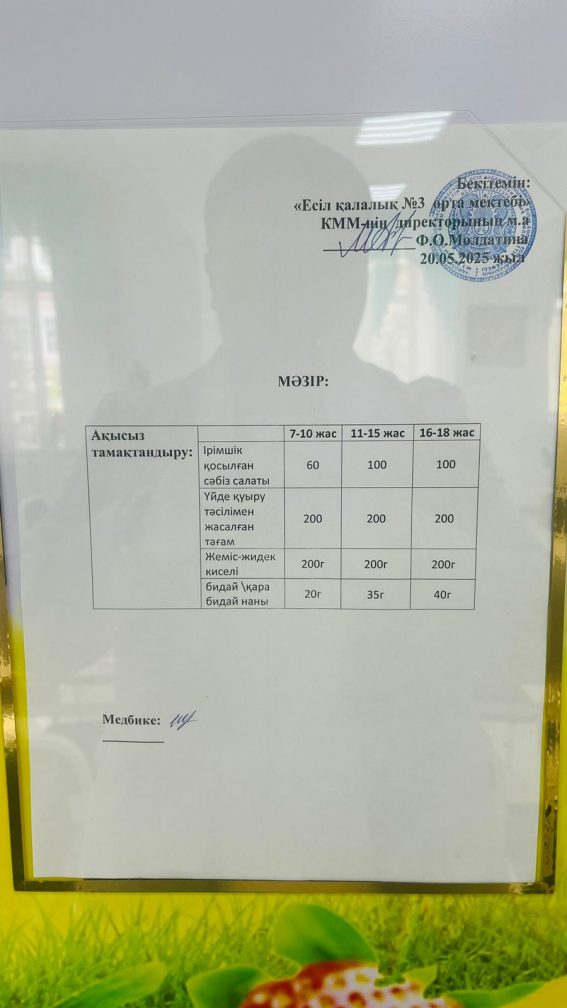 Бекітемін:
«Есіл қалалық №3 орта мектебі»
КММ-нің директорының м.а
Ф.О.Молдатина
20.05.2025 жыл
МӘЗІР:
Ақысыз тамақтандыру:
7-10 жас 11-15 жас 16-18 жас
Ірімшік
қосылған
сәбіз салаты
60 100 100
Үйде қуыру
тәсілімен
жасалған
тағам
200 200 200
Жеміс-жидек
киселі
200г 200г 200г
бидай \қара
бидай наны
20г 35г 40г
Медбике: